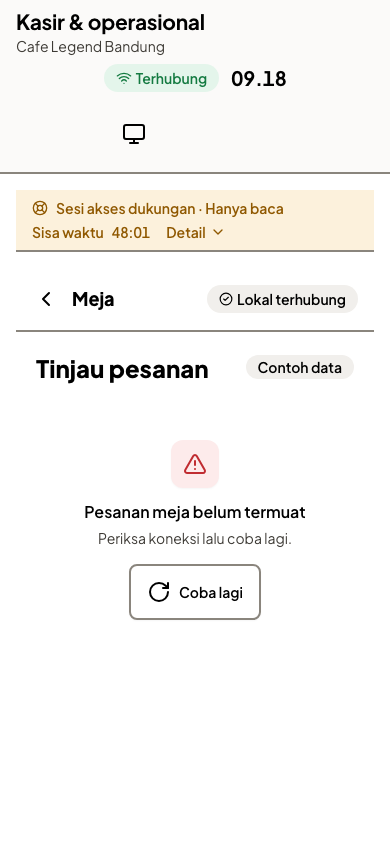 Kasir & operasional
Cafe Legend Bandung
Terhubung 09.18
Sesi akses dukungan · Hanya baca
Sisa waktu 48:01 Detail
Meja
Lokal terhubung
Tinjau pesanan
Contoh data
Pesanan meja belum termuat
Periksa koneksi lalu coba lagi.
Coba lagi